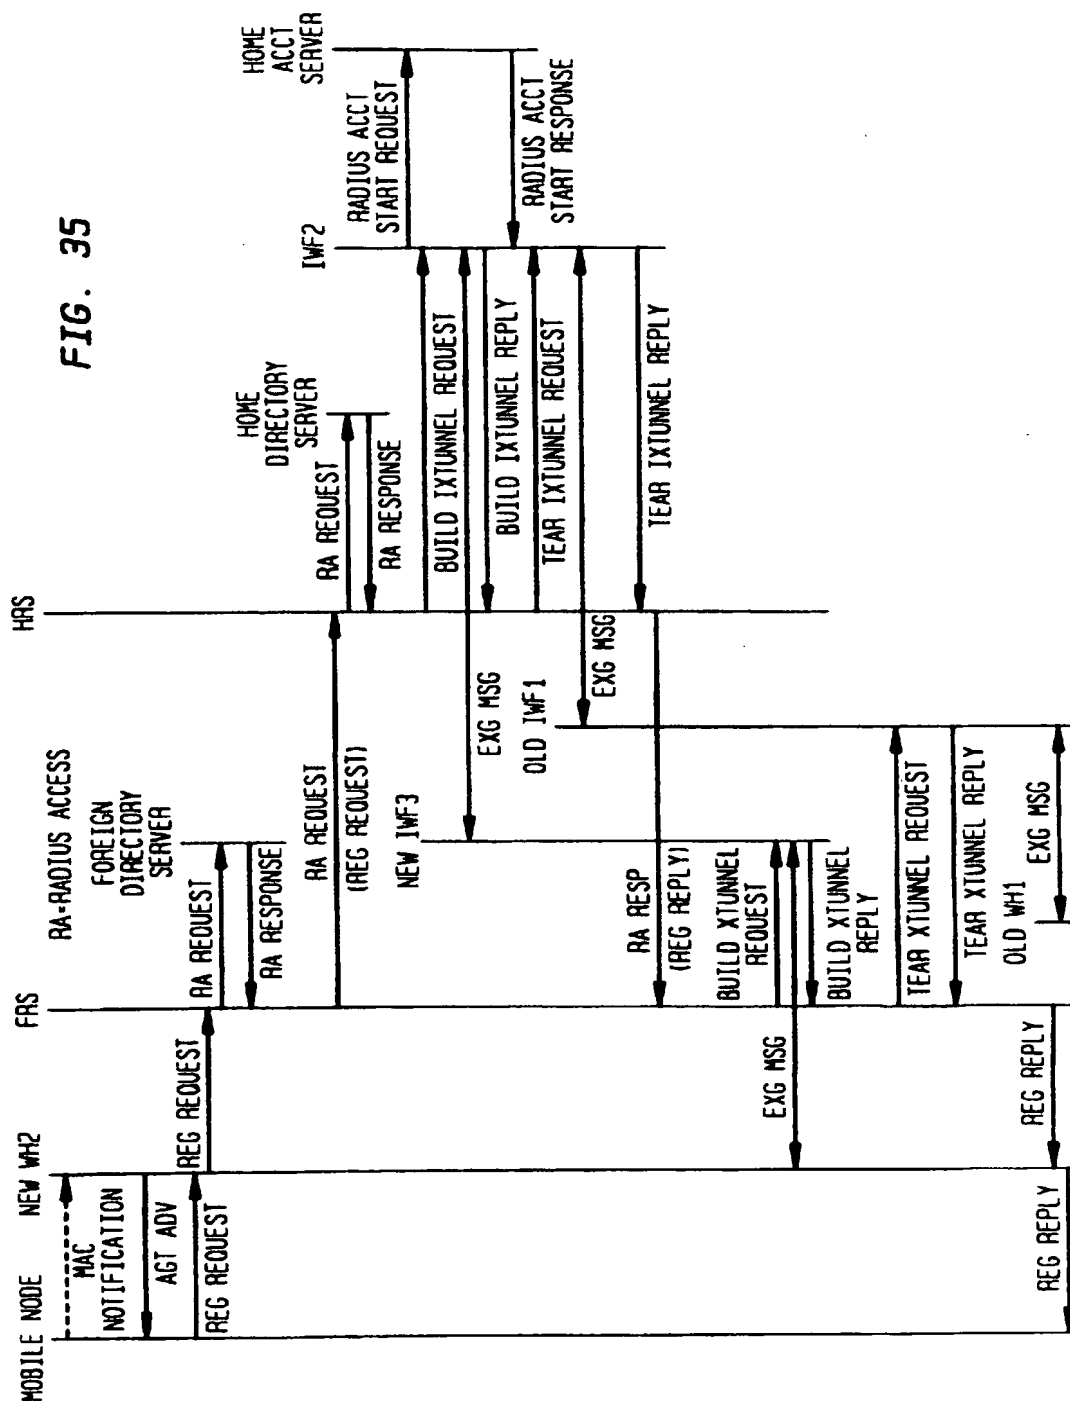 FIG. 35
RA=RADIUS ACCESS
MOBILE NODE
NEW WH2
FRS
FOREIGN
DIRECTORY
SERVER
HRS
HOME
DIRECTORY
SERVER
IWF2
HOME
ACCT
SERVER
MAC
NOTIFICATION
AGT ADV
REG REQUEST
REG REQUEST
RA REQUEST
RA RESPONSE
RA REQUEST
(REG REQUEST)
RA REQUEST
RA RESPONSE
RADIUS ACCT
START REQUEST
BUILD IXTUNNEL REQUEST
NEW IWF3
EXG MSG
BUILD IXTUNNEL REPLY
RADIUS ACCT
START RESPONSE
TEAR IXTUNNEL REQUEST
OLD IWF1
EXG MSG
TEAR IXTUNNEL REPLY
RA RESP
(REG REPLY)
BUILD XTUNNEL
REQUEST
EXG MSG
BUILD XTUNNEL
REPLY
TEAR XTUNNEL REQUEST
TEAR XTUNNEL REPLY
OLD WH1
EXG MSG
REG REPLY
REG REPLY